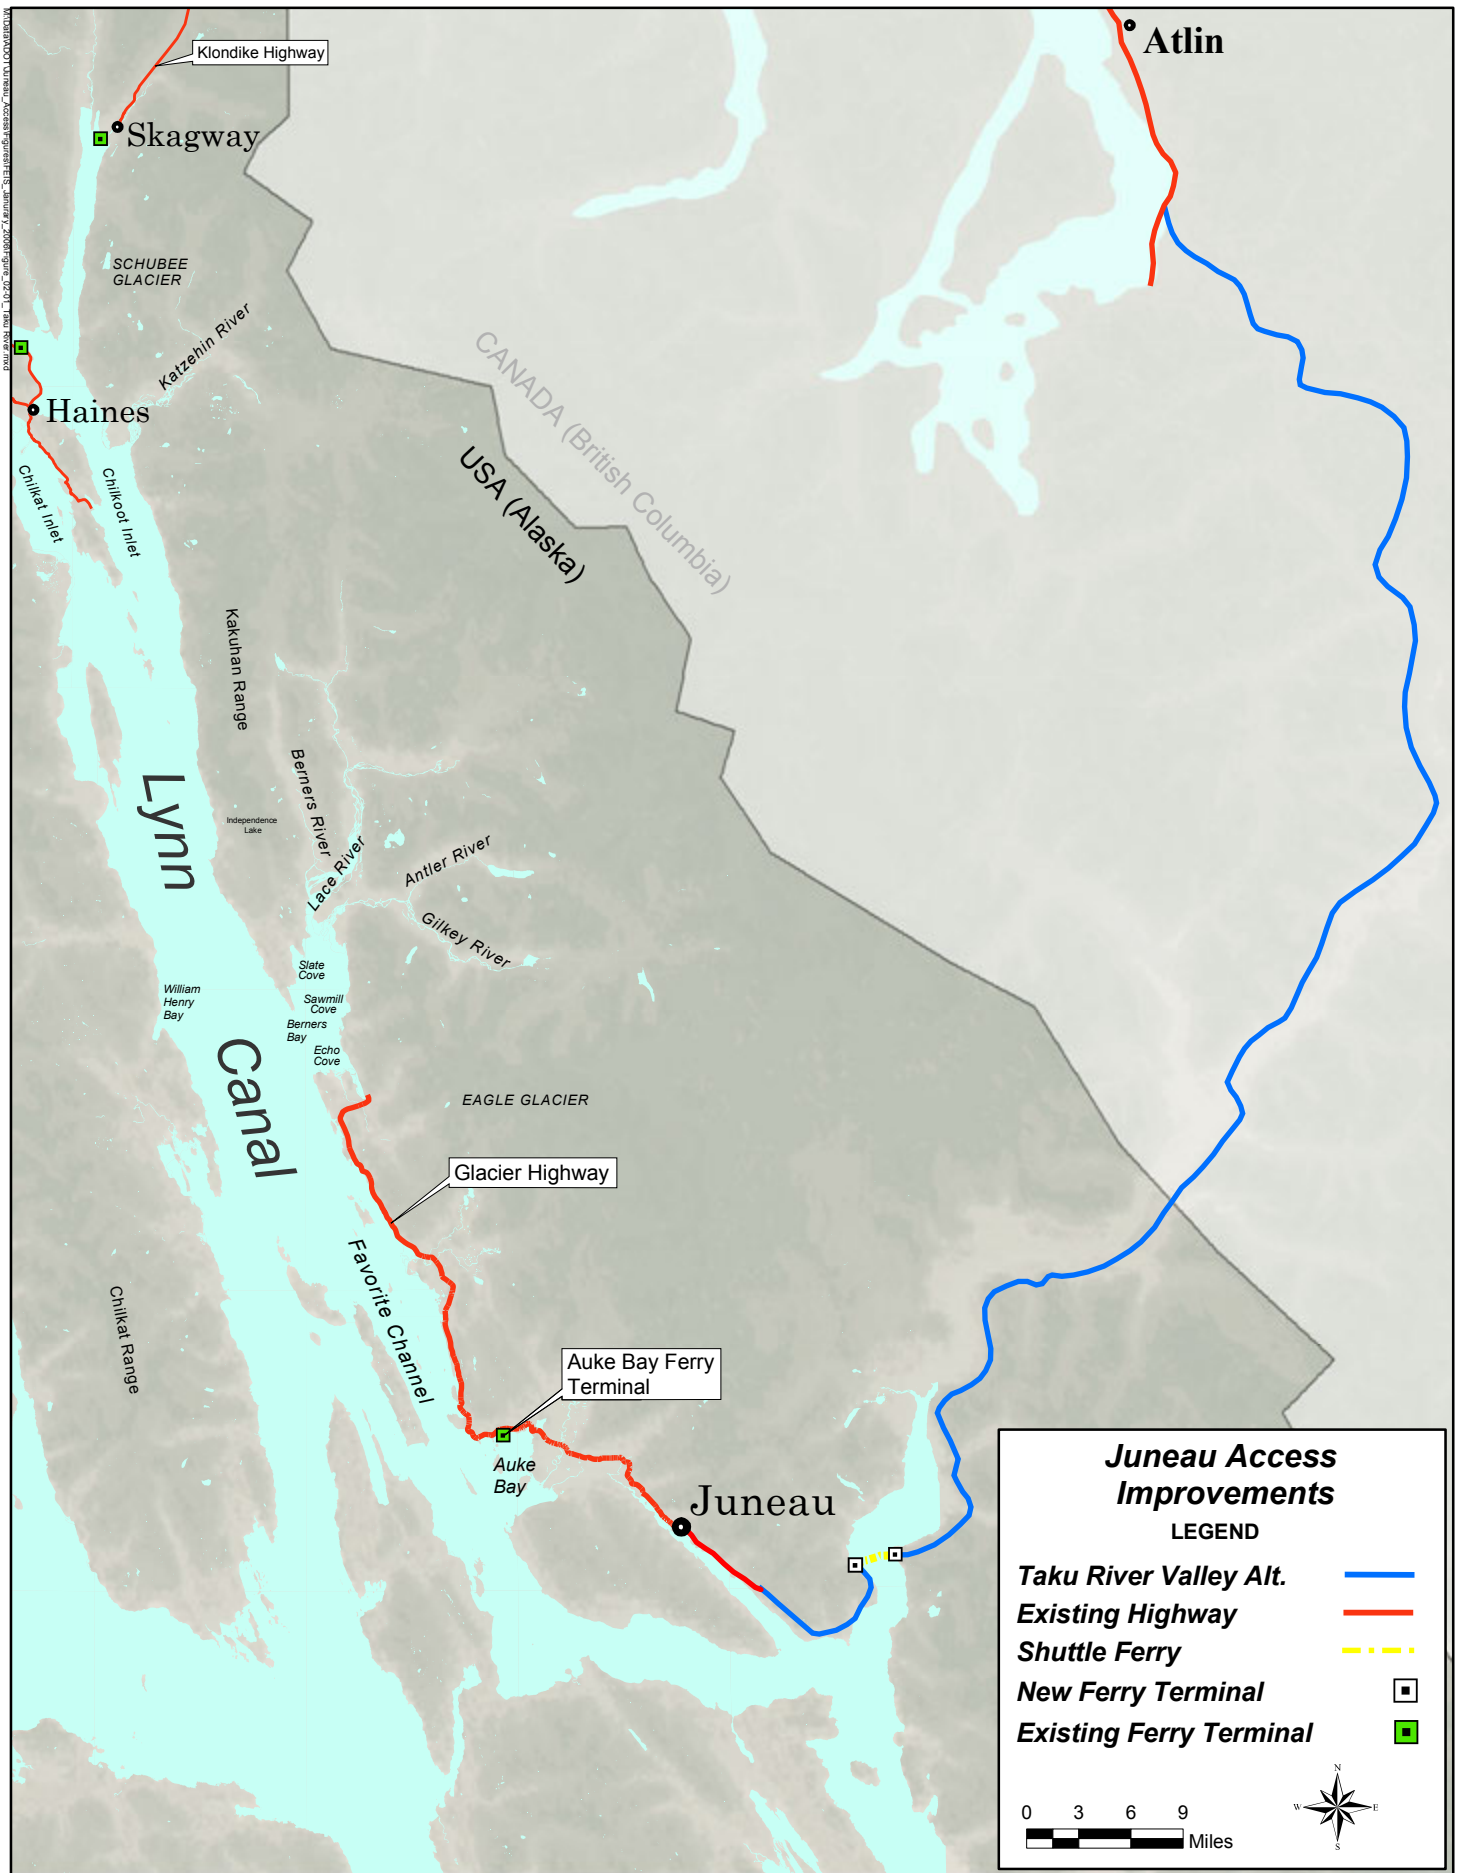 Klondike Highway
Atlin
Skagway
SCHUBEE
GLACIER
Katzehin River
Haines
CANADA (British Columbia)
USA (Alaska)
Chilkat Inlet
Chilkoot Inlet
Kakuhan Range
Lynn
Canal
Berners River
Independence
Lake
Lace River
Antler River
Gilkey River
Slate
Cove
William
Henry
Bay
Sawmill
Cove
Berners
Bay
Echo
Cove
EAGLE GLACIER
Glacier Highway
Favorite Channel
Chilkat Range
Auke Bay Ferry
Terminal
Auke
Bay
Juneau
Juneau Access
Improvements
LEGEND
Taku River Valley Alt.
Existing Highway
Shuttle Ferry
New Ferry Terminal
Existing Ferry Terminal
N
W
E
S
0 3 6 9
Miles